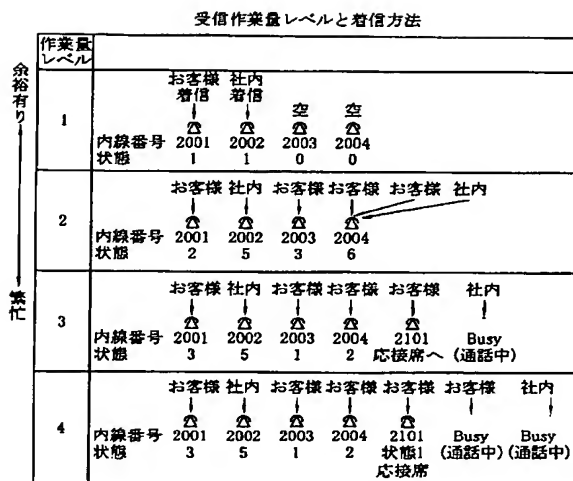 受信作業量レベルと着信方法
作業量
レベル
余裕有り
繁忙
1
お客様 社内
着信 着信 空 空
内線番号 2001 2002 2003 2004
状態 1 1 0 0
2
お客様 社内 お客様 お客様 お客様 社内
内線番号 2001 2002 2003 2004
状態 2 5 3 6
3
お客様 社内 お客様 お客様 お客様 社内
内線番号 2001 2002 2003 2004 2101 Busy
状態 3 5 1 2 応接席へ (通話中)
4
お客様 社内 お客様 お客様 お客様 お客様 社内
内線番号 2001 2002 2003 2004 2101 Busy Busy
状態 3 5 1 2 状態1 (通話中) (通話中)
応接席